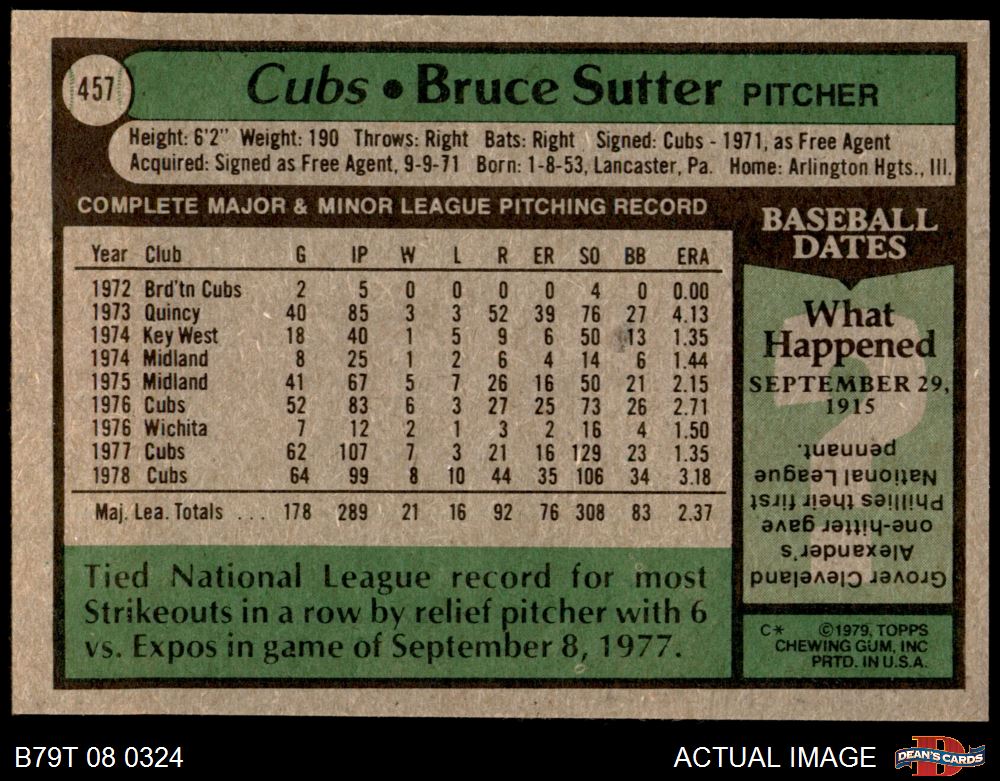 457
Cubs • Bruce Sutter PITCHER
Height: 6'2" Weight: 190 Throws: Right Bats: Right Signed: Cubs - 1971, as Free Agent
Acquired: Signed as Free Agent, 9-9-71 Born: 1-8-53, Lancaster, Pa. Home: Arlington Hgts., Ill.
COMPLETE MAJOR & MINOR LEAGUE PITCHING RECORD
Year Club G IP W L R ER SO BB ERA
1972 Brd'tn Cubs 2 5 0 0 0 0 4 0 0.00
1973 Quincy 40 85 3 3 52 39 76 27 4.13
1974 Key West 18 40 1 5 9 6 50 13 1.35
1974 Midland 8 25 1 2 6 4 14 6 1.44
1975 Midland 41 67 5 7 26 16 50 21 2.15
1976 Cubs 52 83 6 3 27 25 73 26 2.71
1976 Wichita 7 12 2 1 3 2 16 4 1.50
1977 Cubs 62 107 7 3 21 16 129 23 1.35
1978 Cubs 64 99 8 10 44 35 106 34 3.18
Maj. Lea. Totals ... 178 289 21 16 92 76 308 83 2.37
Tied National League record for most
Strikeouts in a row by relief pitcher with 6
vs. Expos in game of September 8, 1977.
BASEBALL
DATES
What
Happened
SEPTEMBER 29,
1915
Grover Cleveland
Alexander's
one-hitter gave
Phillies their first
National League
pennant.
C* ©1979, TOPPS
CHEWING GUM, INC
PRTD. IN U.S.A.
B79T 08 0324
ACTUAL IMAGE
D
DEAN'S CARDS